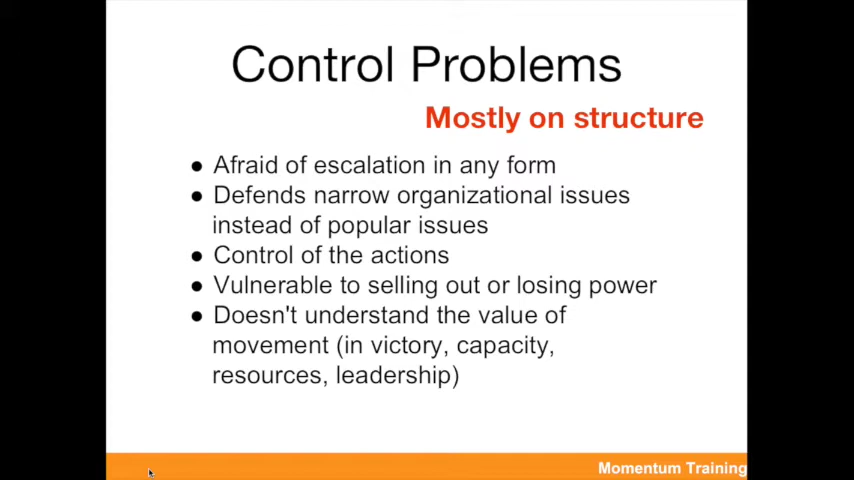 Control Problems
Mostly on structure
● Afraid of escalation in any form
● Defends narrow organizational issues
instead of popular issues
● Control of the actions
● Vulnerable to selling out or losing power
● Doesn't understand the value of
movement (in victory, capacity,
resources, leadership)
Momentum Training